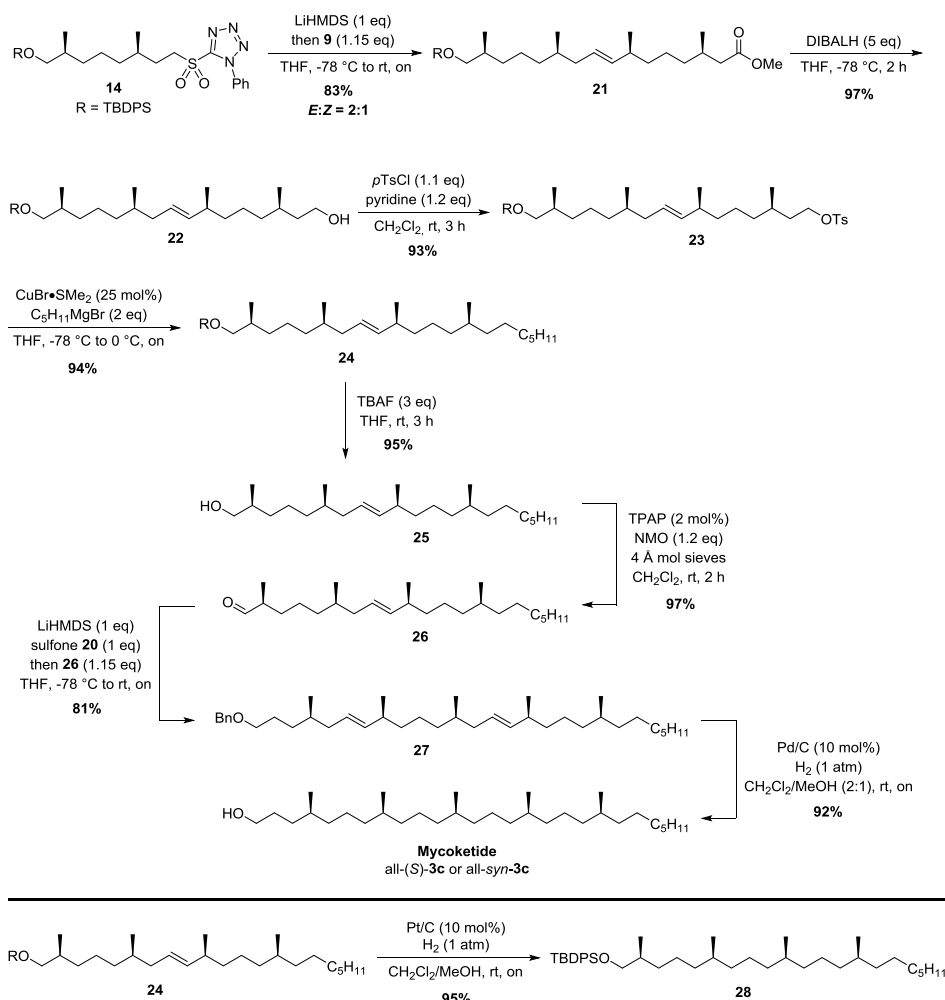 RO
N
N
N
N
S
O O
Ph
14
R = TBDPS
LiHMDS (1 eq)
then 9 (1.15 eq)
THF, -78 °C to rt, on
83%
E:Z = 2:1
RO
O
OMe
21
DIBALH (5 eq)
THF, -78 °C, 2 h
97%
RO
OH
22
pTsCl (1.1 eq)
pyridine (1.2 eq)
CH2Cl2, rt, 3 h
93%
RO
OTs
23
CuBr•SMe2 (25 mol%)
C5H11MgBr (2 eq)
THF, -78 °C to 0 °C, on
94%
RO
C5H11
24
TBAF (3 eq)
THF, rt, 3 h
95%
HO
C5H11
25
TPAP (2 mol%)
NMO (1.2 eq)
4 Å mol sieves
CH2Cl2, rt, 2 h
97%
O
C5H11
26
LiHMDS (1 eq)
sulfone 20 (1 eq)
then 26 (1.15 eq)
THF, -78 °C to rt, on
81%
BnO
C5H11
27
Pd/C (10 mol%)
H2 (1 atm)
CH2Cl2/MeOH (2:1), rt, on
92%
HO
C5H11
Mycoketide
all-(S)-3c or all-syn-3c
RO
C5H11
24
Pt/C (10 mol%)
H2 (1 atm)
CH2Cl2/MeOH, rt, on
95%
TBDPSO
C5H11
28